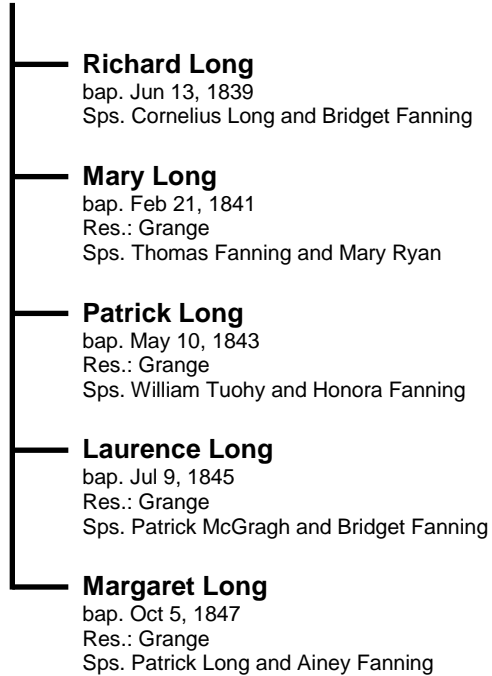 Richard Long
bap. Jun 13, 1839
Sps. Cornelius Long and Bridget Fanning
Mary Long
bap. Feb 21, 1841
Res.: Grange
Sps. Thomas Fanning and Mary Ryan
Patrick Long
bap. May 10, 1843
Res.: Grange
Sps. William Tuohy and Honora Fanning
Laurence Long
bap. Jul 9, 1845
Res.: Grange
Sps. Patrick McGragh and Bridget Fanning
Margaret Long
bap. Oct 5, 1847
Res.: Grange
Sps. Patrick Long and Ainey Fanning